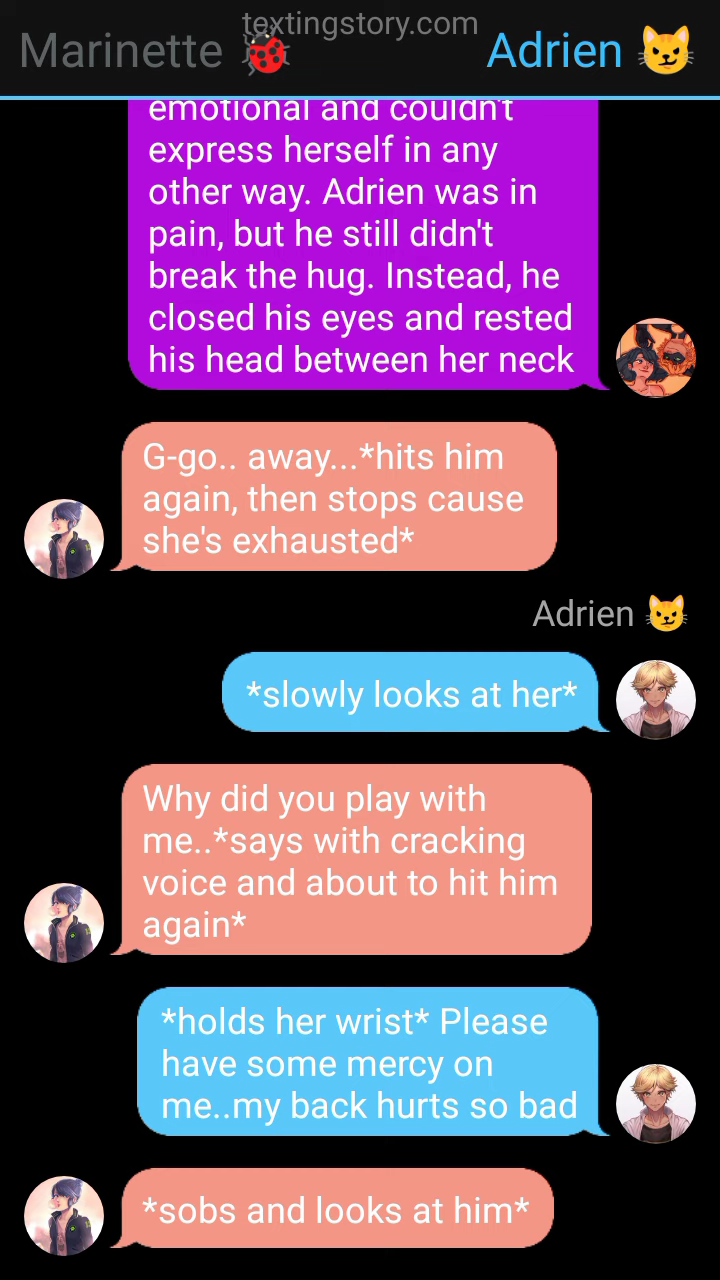 textingstory.com
Marinette 🐞 Adrien 😼
emotional and couldn't
express herself in any
other way. Adrien was in
pain, but he still didn't
break the hug. Instead, he
closed his eyes and rested
his head between her neck
G-go.. away...*hits him
again, then stops cause
she's exhausted*
Adrien 😼
*slowly looks at her*
Why did you play with
me..*says with cracking
voice and about to hit him
again*
*holds her wrist* Please
have some mercy on
me..my back hurts so bad
*sobs and looks at him*